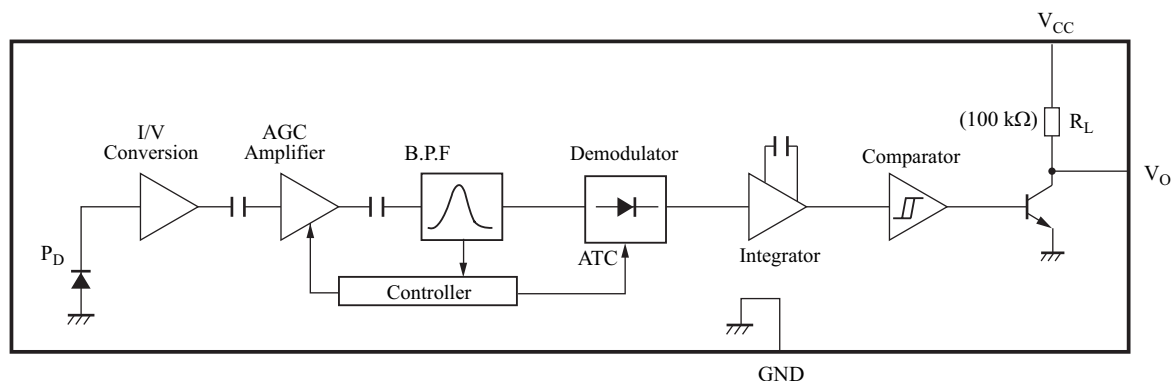 V_CC
(100 kΩ)
R_L
I/V
Conversion
AGC
Amplifier
B.P.F
Demodulator
Comparator
V_O
P_D
ATC
Integrator
Controller
GND